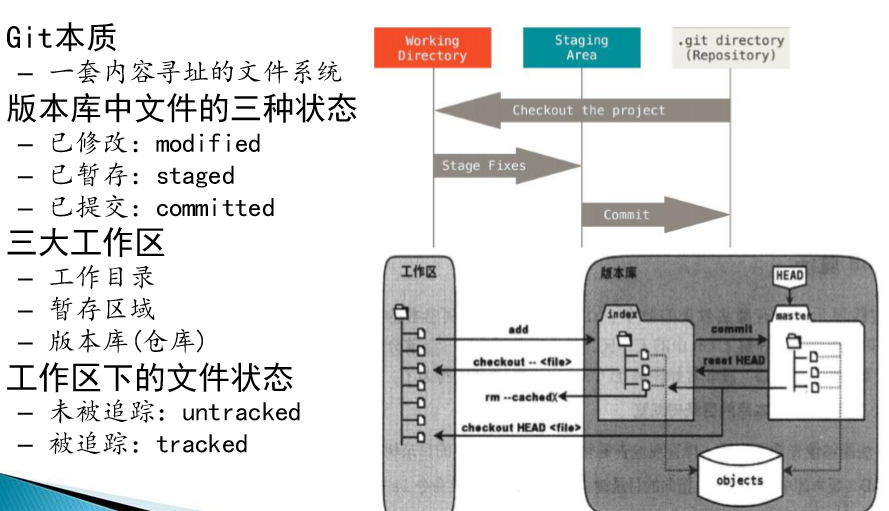 Git本质
– 一套内容寻址的文件系统
版本库中文件的三种状态
– 已修改: modified
– 已暂存: staged
– 已提交: committed
三大工作区
– 工作目录
– 暂存区域
– 版本库(仓库)
工作区下的文件状态
– 未被追踪: untracked
– 被追踪: tracked
Working
Directory
Staging
Area
.git directory
(Repository)
Checkout the project
Stage Fixes
Commit
工作区
版本库
HEAD
index
master
add
commit
checkout -- <file>
reset HEAD
rm --cached
checkout HEAD <file>
objects